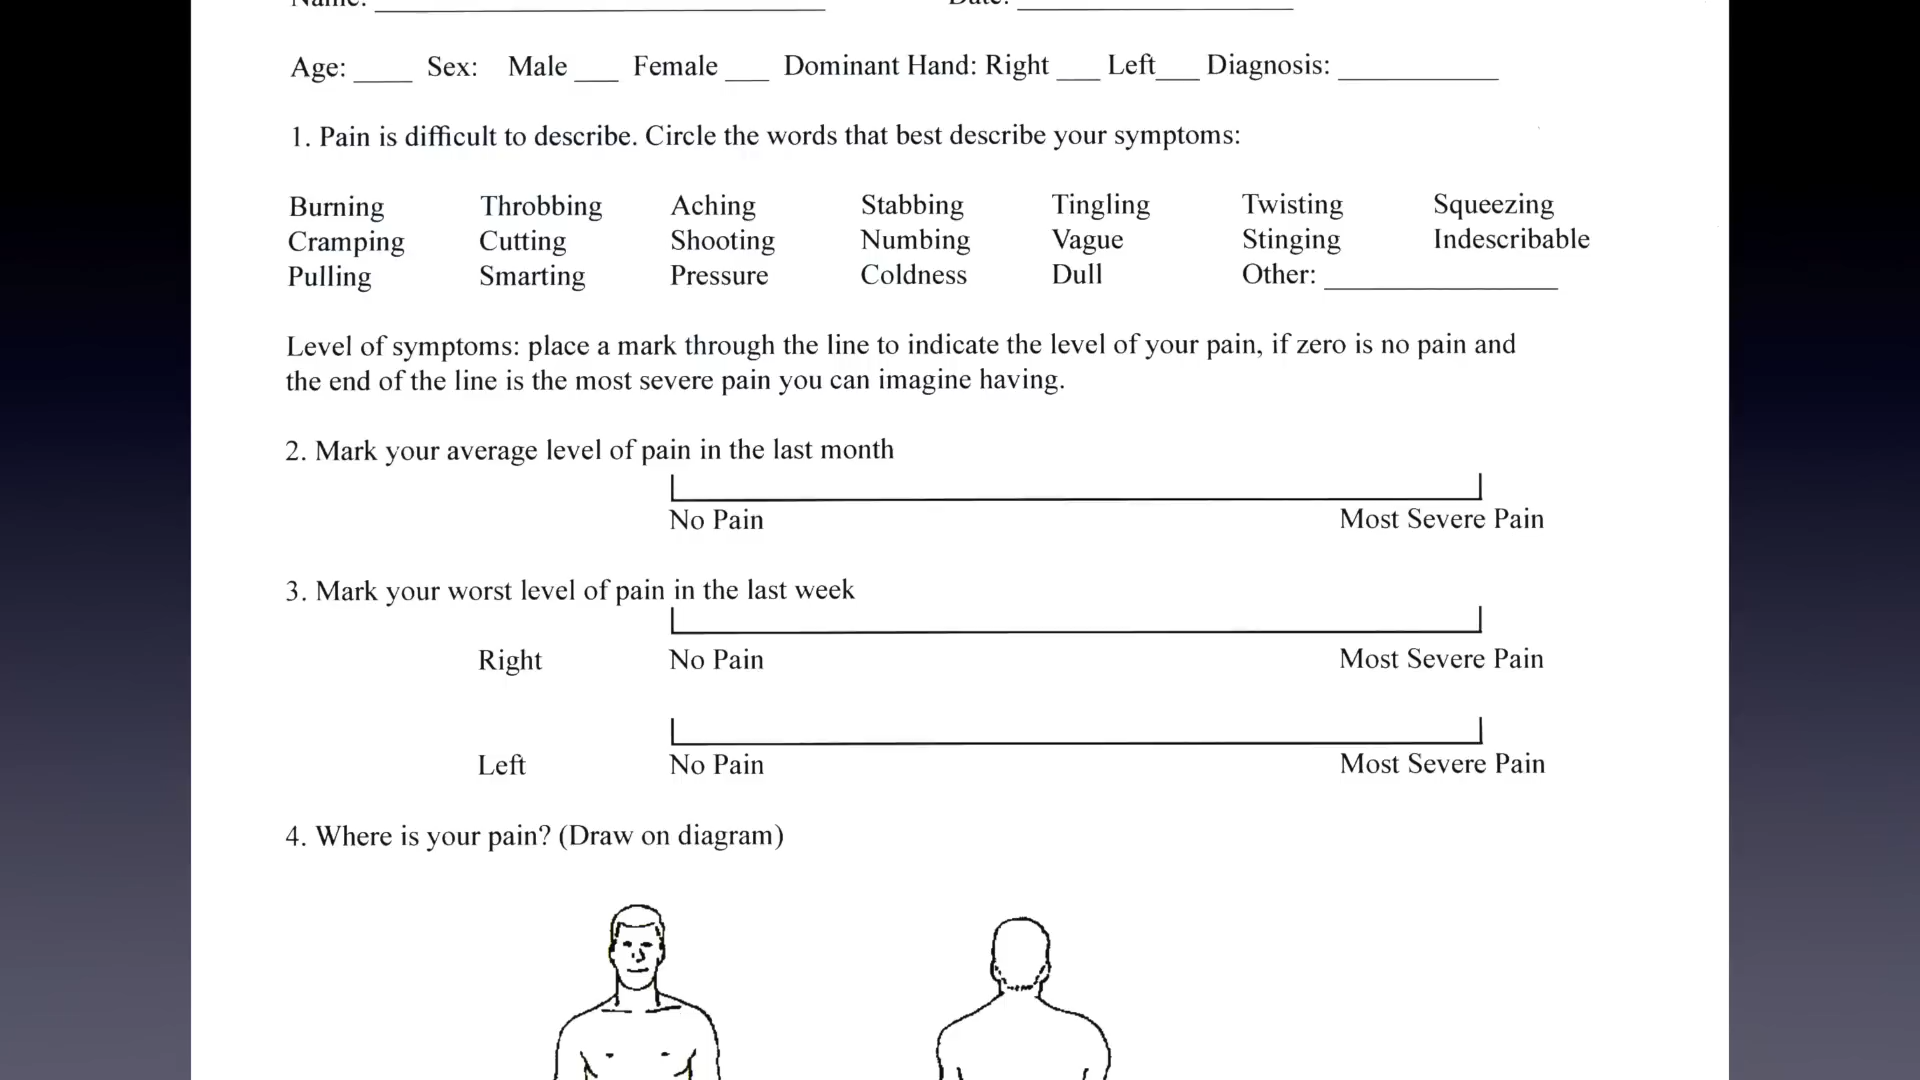 Name: ____ Date: ____
Age: ____ Sex: Male ___ Female ___ Dominant Hand: Right ___ Left___ Diagnosis: ___________
1. Pain is difficult to describe. Circle the words that best describe your symptoms:
Burning Throbbing Aching Stabbing Tingling Twisting Squeezing
Cramping Cutting Shooting Numbing Vague Stinging Indescribable
Pulling Smarting Pressure Coldness Dull Other: ________________
Level of symptoms: place a mark through the line to indicate the level of your pain, if zero is no pain and
the end of the line is the most severe pain you can imagine having.
2. Mark your average level of pain in the last month
No Pain Most Severe Pain
3. Mark your worst level of pain in the last week
Right No Pain Most Severe Pain
Left No Pain Most Severe Pain
4. Where is your pain? (Draw on diagram)